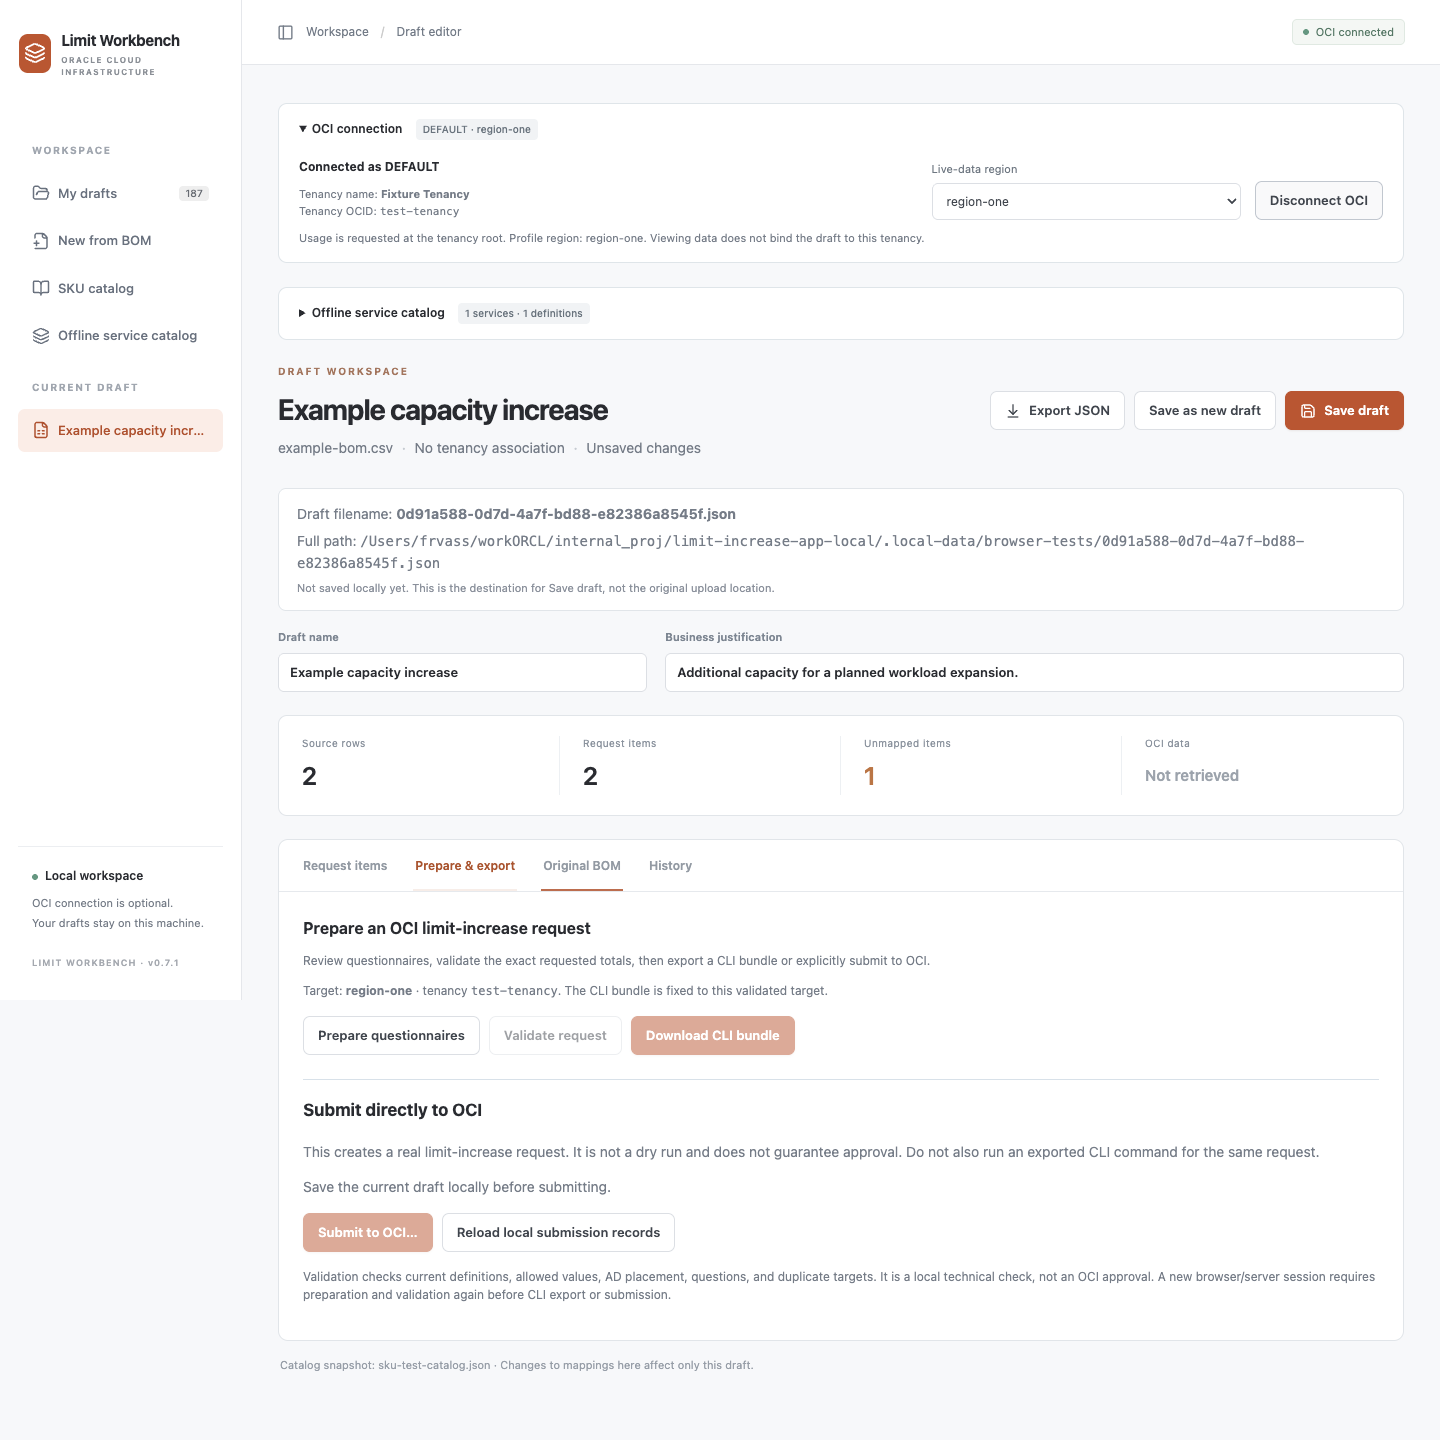 Limit Workbench
ORACLE CLOUD
INFRASTRUCTURE
WORKSPACE
My drafts 187
New from BOM
SKU catalog
Offline service catalog
CURRENT DRAFT
Example capacity incr...
Local workspace
OCI connection is optional.
Your drafts stay on this machine.
LIMIT WORKBENCH · v0.7.1
Workspace / Draft editor
OCI connected
OCI connection DEFAULT · region-one
Connected as DEFAULT
Tenancy name: Fixture Tenancy
Tenancy OCID: test-tenancy
Usage is requested at the tenancy root. Profile region: region-one. Viewing data does not bind the draft to this tenancy.
Live-data region
region-one
Disconnect OCI
Offline service catalog 1 services · 1 definitions
DRAFT WORKSPACE
Example capacity increase
Export JSON
Save as new draft
Save draft
example-bom.csv · No tenancy association · Unsaved changes
Draft filename: 0d91a588-0d7d-4a7f-bd88-e82386a8545f.json
Full path: /Users/frvass/workORCL/internal_proj/limit-increase-app-local/.local-data/browser-tests/0d91a588-0d7d-4a7f-bd88-
e82386a8545f.json
Not saved locally yet. This is the destination for Save draft, not the original upload location.
Draft name
Example capacity increase
Business justification
Additional capacity for a planned workload expansion.
Source rows
2
Request items
2
Unmapped items
1
OCI data
Not retrieved
Request items Prepare & export Original BOM History
Prepare an OCI limit-increase request
Review questionnaires, validate the exact requested totals, then export a CLI bundle or explicitly submit to OCI.
Target: region-one · tenancy test-tenancy. The CLI bundle is fixed to this validated target.
Prepare questionnaires Validate request Download CLI bundle
Submit directly to OCI
This creates a real limit-increase request. It is not a dry run and does not guarantee approval. Do not also run an exported CLI command for the same request.
Save the current draft locally before submitting.
Submit to OCI... Reload local submission records
Validation checks current definitions, allowed values, AD placement, questions, and duplicate targets. It is a local technical check, not an OCI approval. A new browser/server session requires
preparation and validation again before CLI export or submission.
Catalog snapshot: sku-test-catalog.json · Changes to mappings here affect only this draft.